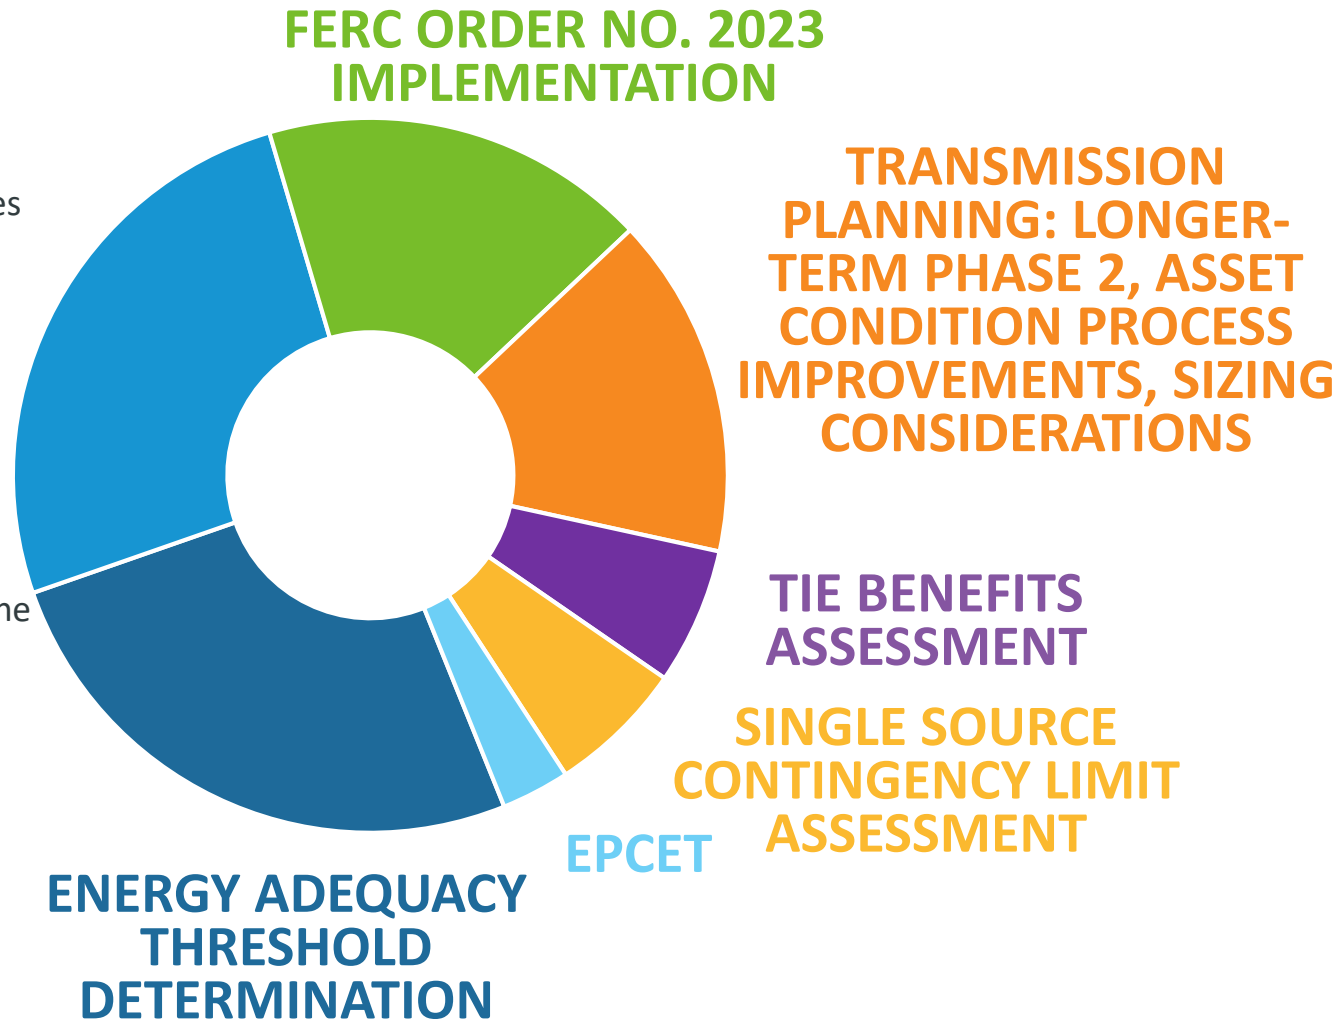 FERC ORDER NO. 2023
IMPLEMENTATION
TRANSMISSION
PLANNING: LONGER-
TERM PHASE 2, ASSET
CONDITION PROCESS
IMPROVEMENTS, SIZING
CONSIDERATIONS
TIE BENEFITS
ASSESSMENT
SINGLE SOURCE
CONTINGENCY LIMIT
ASSESSMENT
EPCET
ENERGY ADEQUACY
THRESHOLD
DETERMINATION